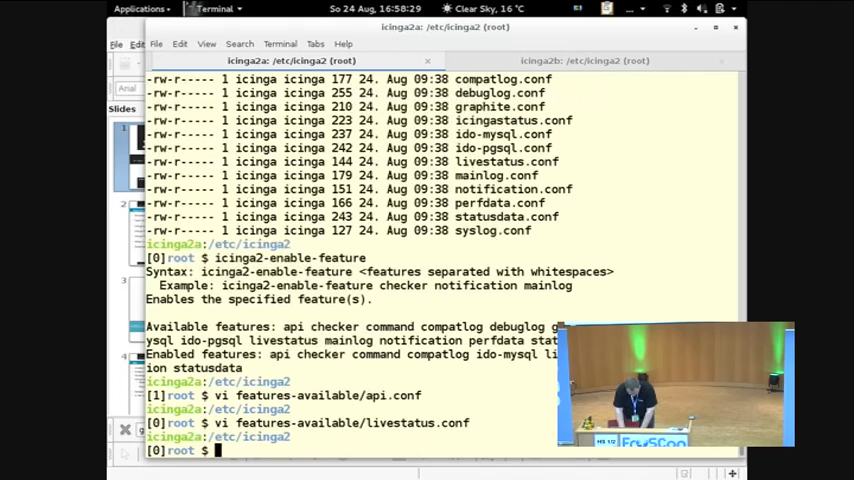 Applications Terminal So 24 Aug, 16:58:29 Clear Sky, 16 °C ...
icinga2a: /etc/icinga2 (root)
File
File Edit View Search Terminal Tabs Help
icinga2a: /etc/icinga2 (root) × icinga2b: /etc/icinga2 (root)
Arial
Slides
1
2
3
4
-rw-r----- 1 icinga icinga 177 24. Aug 09:38 compatlog.conf
-rw-r----- 1 icinga icinga 255 24. Aug 09:38 debuglog.conf
-rw-r----- 1 icinga icinga 210 24. Aug 09:38 graphite.conf
-rw-r----- 1 icinga icinga 223 24. Aug 09:38 icingastatus.conf
-rw-r----- 1 icinga icinga 237 24. Aug 09:38 ido-mysql.conf
-rw-r----- 1 icinga icinga 242 24. Aug 09:38 ido-pgsql.conf
-rw-r----- 1 icinga icinga 144 24. Aug 09:38 livestatus.conf
-rw-r----- 1 icinga icinga 179 24. Aug 09:38 mainlog.conf
-rw-r----- 1 icinga icinga 151 24. Aug 09:38 notification.conf
-rw-r----- 1 icinga icinga 166 24. Aug 09:38 perfdata.conf
-rw-r----- 1 icinga icinga 243 24. Aug 09:38 statusdata.conf
-rw-r----- 1 icinga icinga 127 24. Aug 09:38 syslog.conf
icinga2a:/etc/icinga2
[0]root $ icinga2-enable-feature
Syntax: icinga2-enable-feature <features separated with whitespaces>
Example: icinga2-enable-feature checker notification mainlog
Enables the specified feature(s).
Available features: api checker command compatlog debuglog g
ysql ido-pgsql livestatus mainlog notification perfdata stat
Enabled features: api checker command compatlog ido-mysql li
ion statusdata
icinga2a:/etc/icinga2
[1]root $ vi features-available/api.conf
icinga2a:/etc/icinga2
[0]root $ vi features-available/livestatus.conf
icinga2a:/etc/icinga2
[0]root $
HS 1/2
FrOSCon